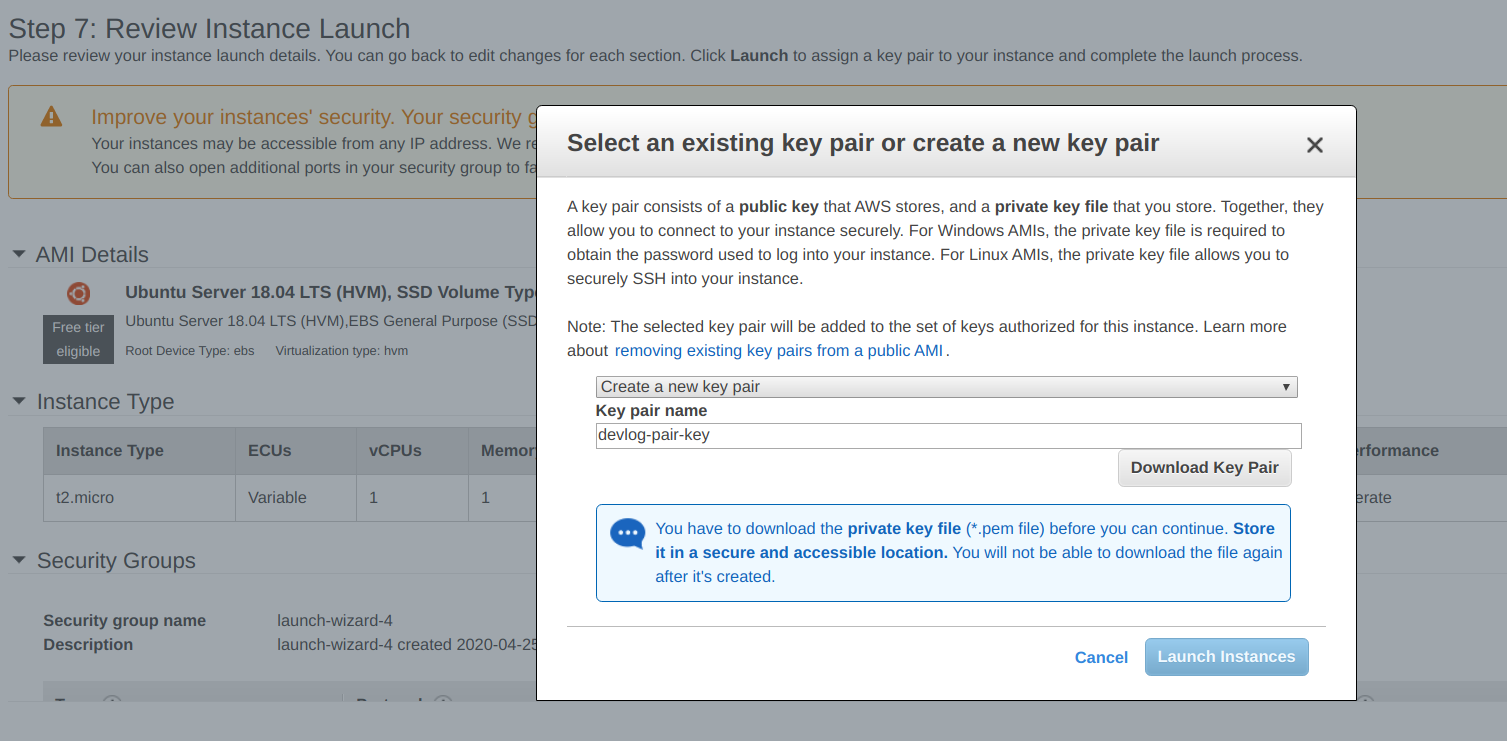 Step 7: Review Instance Launch
Please review your instance launch details. You can go back to edit changes for each section. Click Launch to assign a key pair to your instance and complete the launch process.
Improve your instances' security. Your security
Your instances may be accessible from any IP address. We
You can also open additional ports in your security group to
Select an existing key pair or create a new key pair
A key pair consists of a public key that AWS stores, and a private key file that you store. Together, they
allow you to connect to your instance securely. For Windows AMIs, the private key file is required to
obtain the password used to log into your instance. For Linux AMIs, the private key file allows you to
securely SSH into your instance.
Note: The selected key pair will be added to the set of keys authorized for this instance. Learn more
about removing existing key pairs from a public AMI .
Create a new key pair
Key pair name
devlog-pair-key
Download Key Pair
You have to download the private key file (*.pem file) before you can continue. Store
it in a secure and accessible location. You will not be able to download the file again
after it's created.
Cancel
Launch Instances
AMI Details
Ubuntu Server 18.04 LTS (HVM), SSD Volume
Free tier
eligible
Ubuntu Server 18.04 LTS (HVM),EBS General Purpose (SSD
Root Device Type: ebs Virtualization type: hvm
Instance Type
Instance Type ECUs vCPUs
t2.micro Variable 1 1
Security Groups
Security group name launch-wizard-4
Description launch-wizard-4 created 2020-04-25